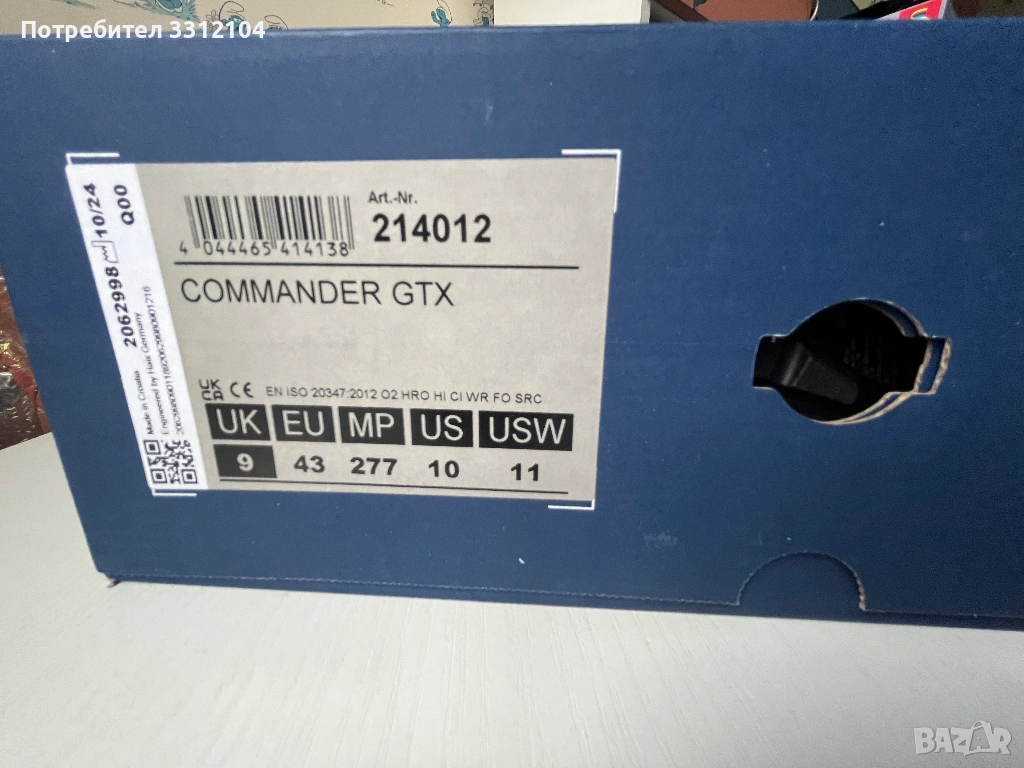 Потребител 3312104
2062998 10/24
Q00
Made in Croatia
Engineered by Haix Germany
Art.-Nr.
214012
4 044465 414138
COMMANDER GTX
UK CA CE EN ISO 20347:2012 O2 HRO HI CI WR FO SRC
UK EU MP US USW
9 43 277 10 11
BAZAR